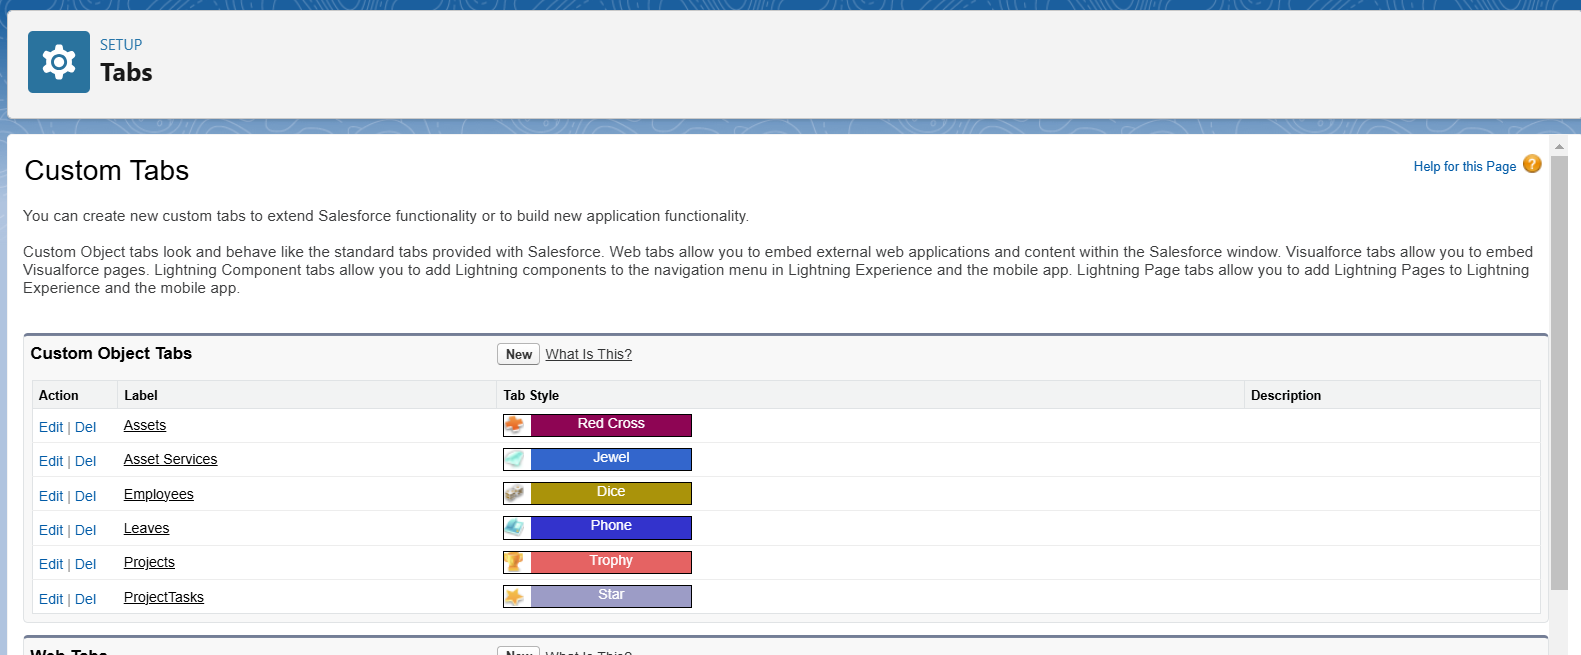 SETUP
Tabs
Custom Tabs
Help for this Page ?
You can create new custom tabs to extend Salesforce functionality or to build new application functionality.
Custom Object tabs look and behave like the standard tabs provided with Salesforce. Web tabs allow you to embed external web applications and content within the Salesforce window. Visualforce tabs allow you to embed
Visualforce pages. Lightning Component tabs allow you to add Lightning components to the navigation menu in Lightning Experience and the mobile app. Lightning Page tabs allow you to add Lightning Pages to Lightning
Experience and the mobile app.
Custom Object Tabs New What Is This?
Action Label Tab Style Description
Edit | Del Assets Red Cross
Edit | Del Asset Services Jewel
Edit | Del Employees Dice
Edit | Del Leaves Phone
Edit | Del Projects Trophy
Edit | Del ProjectTasks Star
Web Tabs New What Is This?